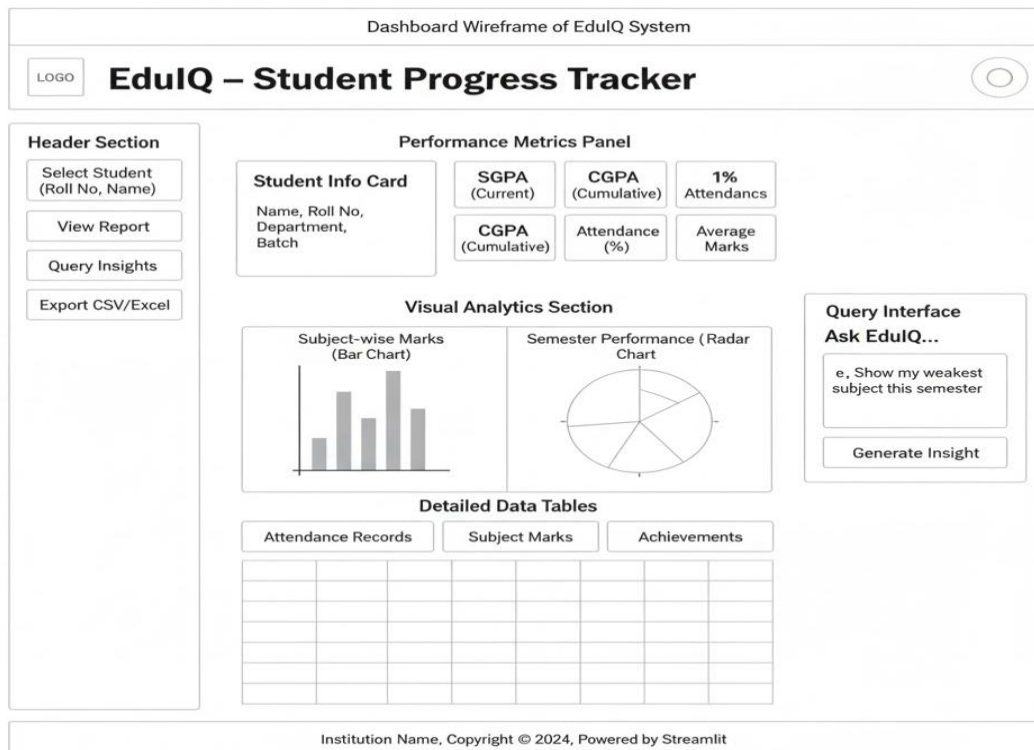 Dashboard Wireframe of EduIQ System
LOGO
EduIQ – Student Progress Tracker
Header Section
Select Student
(Roll No, Name)
View Report
Query Insights
Export CSV/Excel
Performance Metrics Panel
Student Info Card
Name, Roll No,
Department,
Batch
SGPA
(Current)
CGPA
(Cumulative)
1%
Attendancs
CGPA
(Cumulative)
Attendance
(%)
Average
Marks
Visual Analytics Section
Subject-wise Marks
(Bar Chart)
Semester Performance (Radar
Chart
Query Interface
Ask EduIQ...
e, Show my weakest
subject this semester
Generate Insight
Detailed Data Tables
Attendance Records
Subject Marks
Achievements
Institution Name, Copyright © 2024, Powered by Streamlit